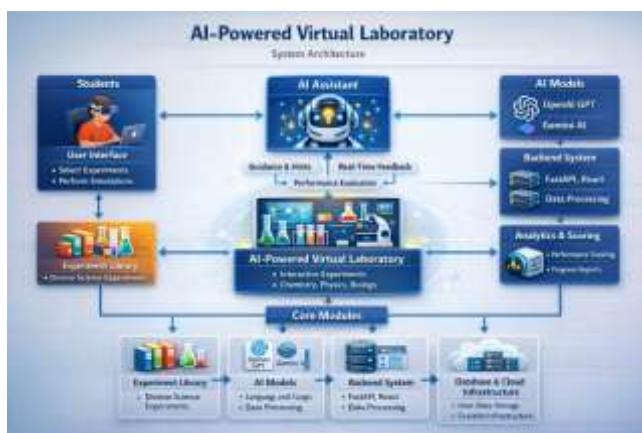 AI-Powered Virtual Laboratory
System Architecture
Students
User Interface
• Select Experiments
• Perform Simulations
AI Assistant
AI Models
OpenAI GPT
Gemini AI
Guidance & Hints
Real-Time Feedback
Performance Evaluation
Backend System
FastAPI, React
Data Processing
Experiment Library
• Diverse Science Experiments
AI-Powered Virtual Laboratory
• Interactive Experiments
• Chemistry, Physics, Biology
Analytics & Scoring
• Performance Tracking
• Progress Reports
Core Modules
Experiment Library
• Diverse Science
Experiments
AI Models
• Language and
• Data Processing
Backend System
• FastAPI, React
• Data Processing
Database & Cloud
Infrastructure
• Data Storage